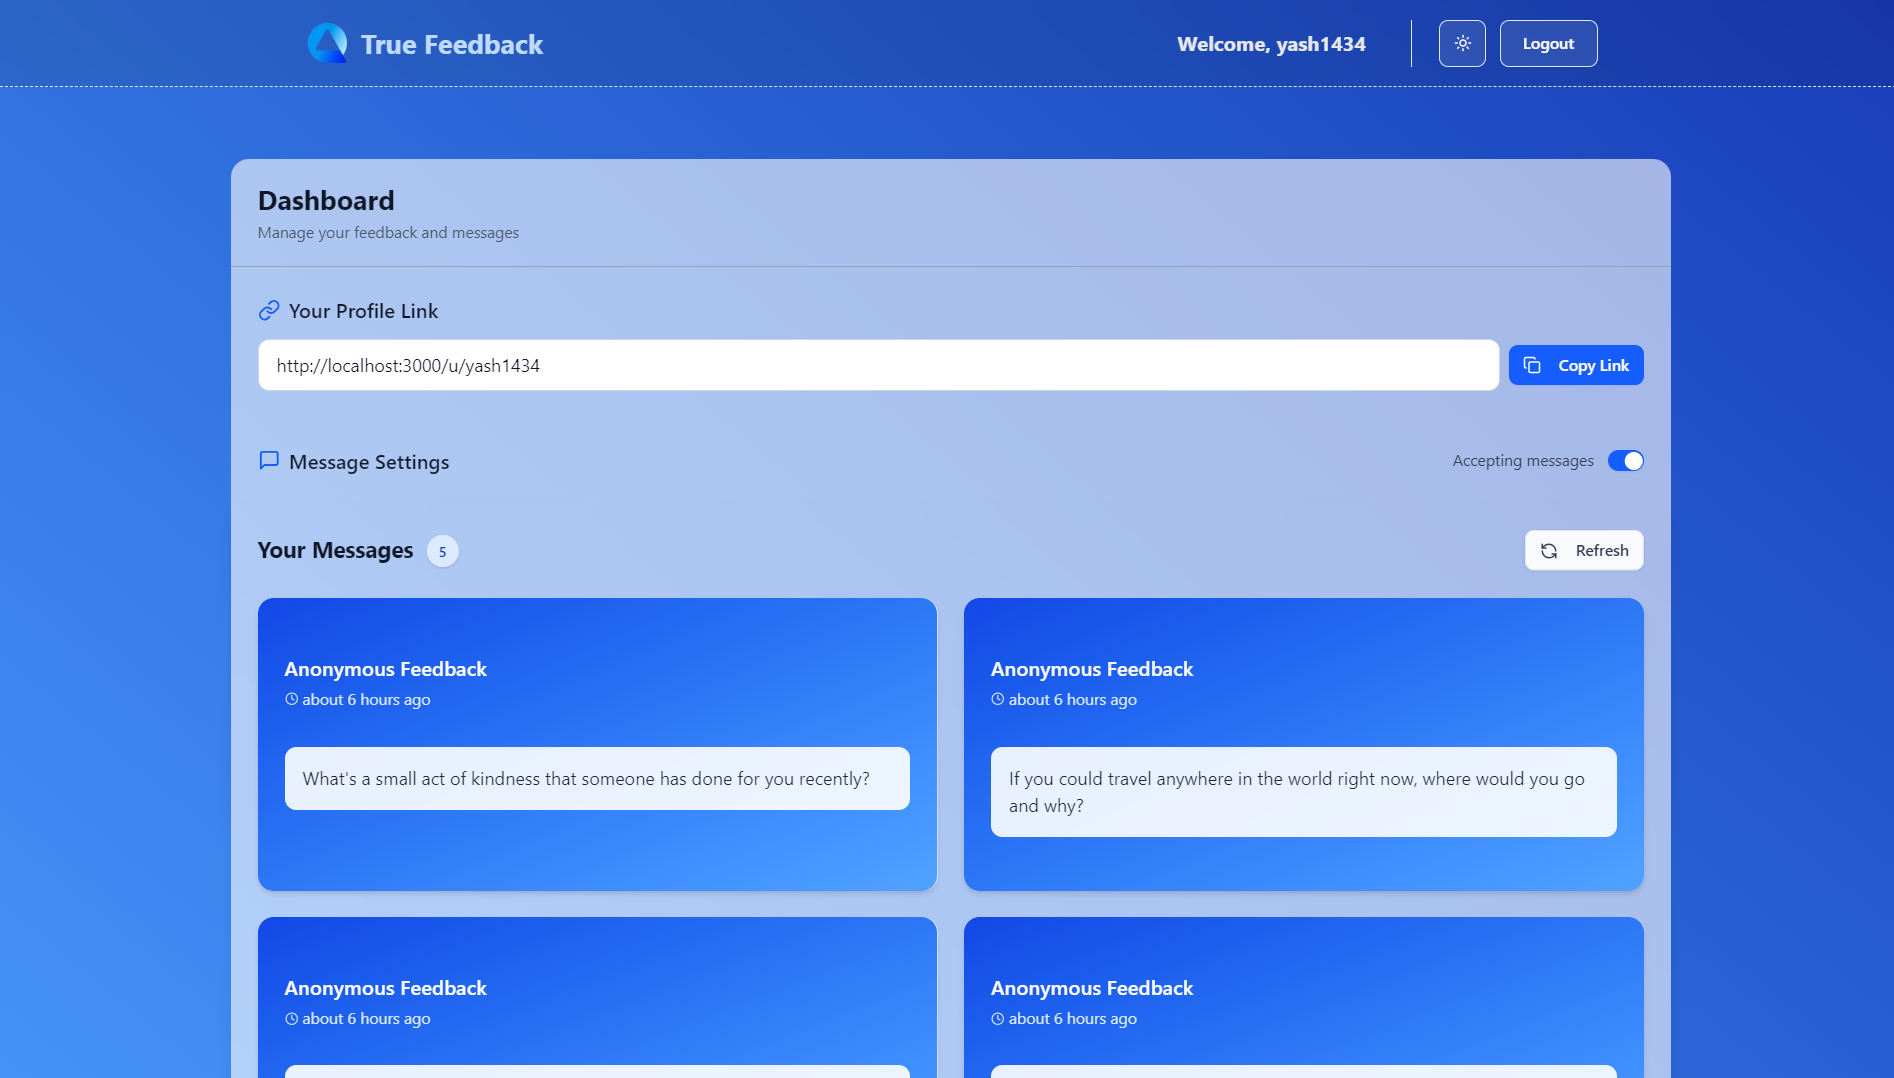 True Feedback
Welcome, yash1434
Logout
Dashboard
Manage your feedback and messages
Your Profile Link
http://localhost:3000/u/yash1434
Copy Link
Message Settings
Accepting messages
Your Messages 5
Refresh
Anonymous Feedback
about 6 hours ago
What's a small act of kindness that someone has done for you recently?
Anonymous Feedback
about 6 hours ago
If you could travel anywhere in the world right now, where would you go
and why?
Anonymous Feedback
about 6 hours ago
Anonymous Feedback
about 6 hours ago